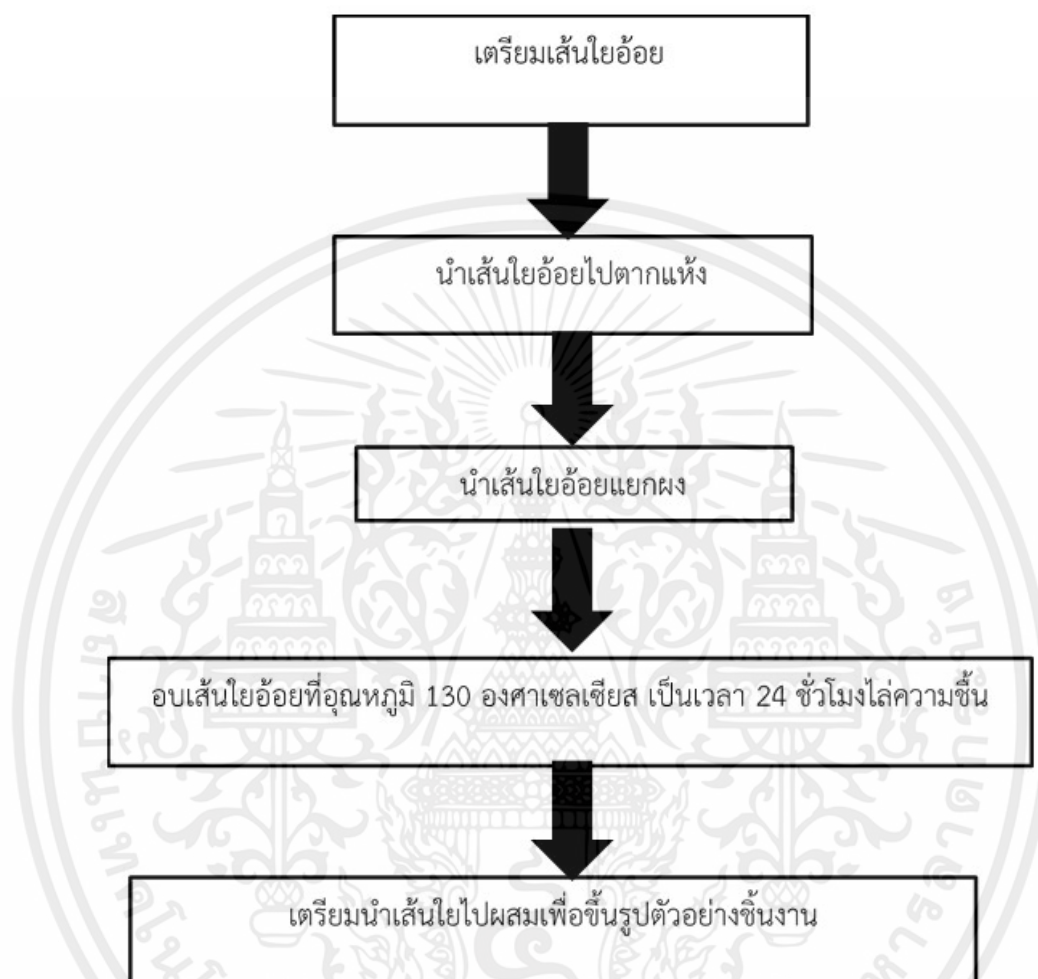 เตรียมเส้นใยอ้อย
นำเส้นใยอ้อยไปตากแห้ง
นำเส้นใยอ้อยแยกผง
อบเส้นใยอ้อยที่อุณหภูมิ 130 องศาเซลเซียส เป็นเวลา 24 ชั่วโมงไล่ความชื้น
เตรียมนำเส้นใยไปผสมเพื่อขึ้นรูปตัวอย่างชิ้นงาน